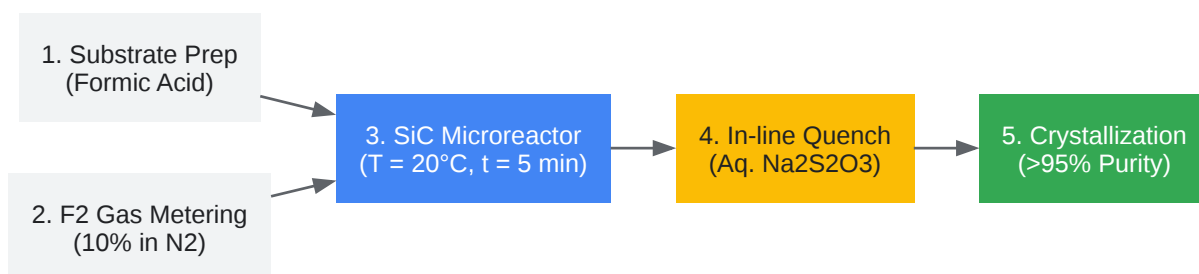 1. Substrate Prep
(Formic Acid)
2. F2 Gas Metering
(10% in N2)
3. SiC Microreactor
(T = 20°C, t = 5 min)
4. In-line Quench
(Aq. Na2S2O3)
5. Crystallization
(>95% Purity)